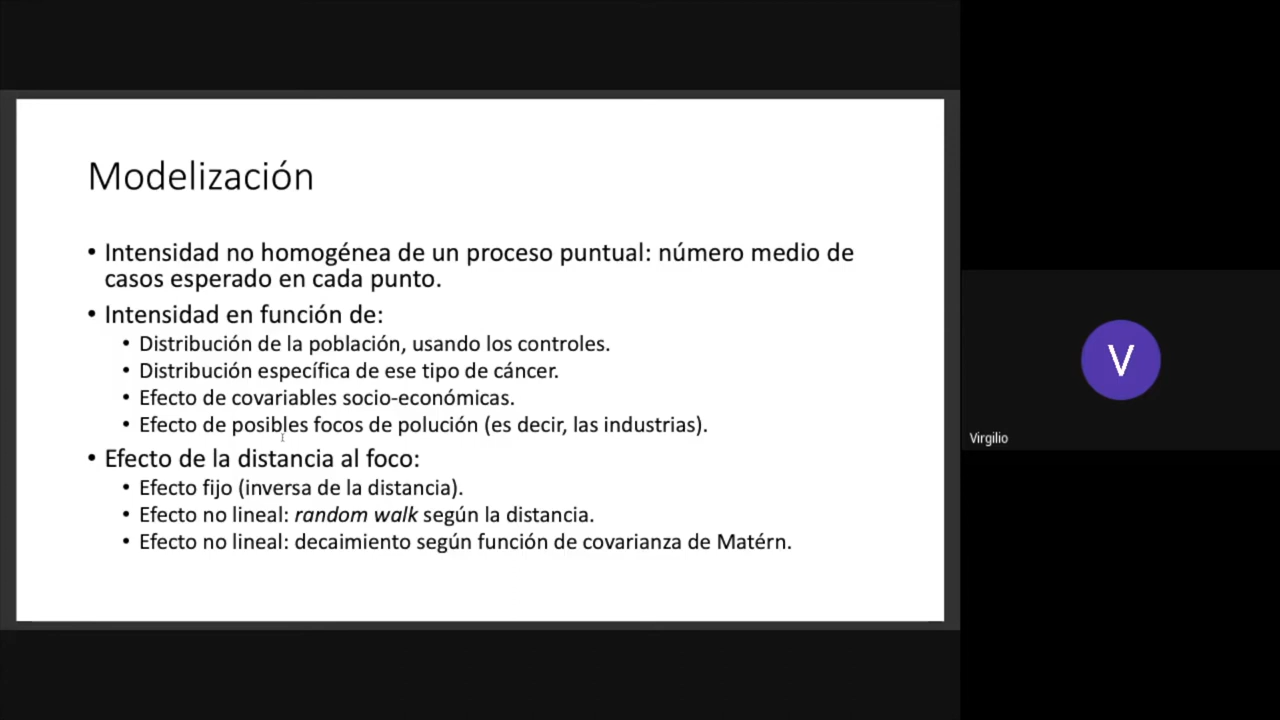 Modelización
• Intensidad no homogénea de un proceso puntual: número medio de
casos esperado en cada punto.
• Intensidad en función de:
• Distribución de la población, usando los controles.
• Distribución específica de ese tipo de cáncer.
• Efecto de covariables socio-económicas.
• Efecto de posibles focos de polución (es decir, las industrias).
• Efecto de la distancia al foco:
• Efecto fijo (inversa de la distancia).
• Efecto no lineal: random walk según la distancia.
• Efecto no lineal: decaimiento según función de covarianza de Matérn.
V
Virgilio